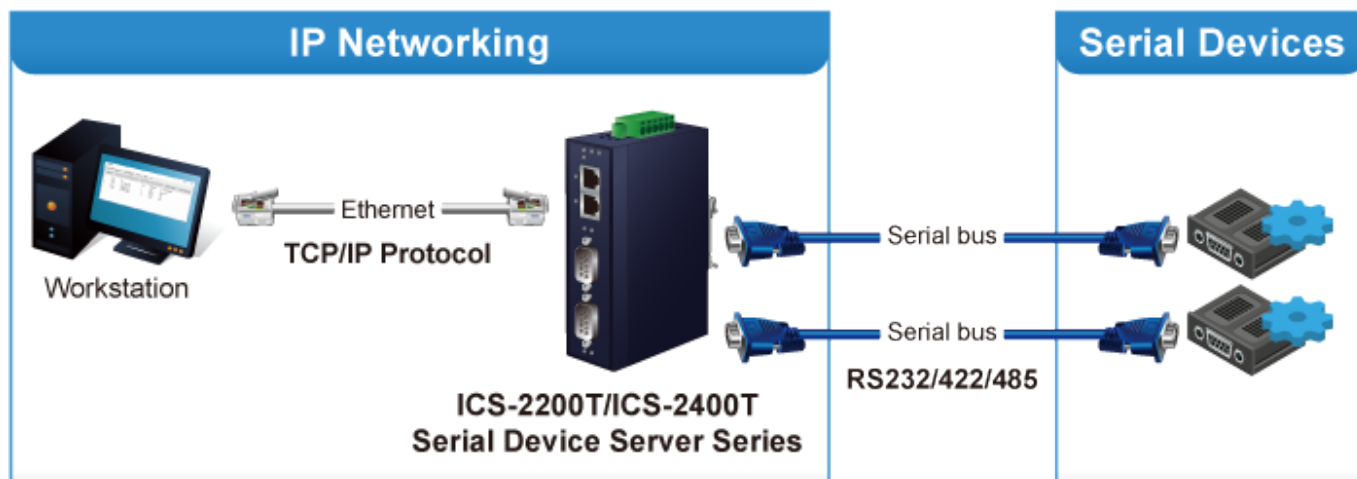 IP Networking
Serial Devices
Ethernet
TCP/IP Protocol
Workstation
Serial bus
Serial bus
RS232/422/485
ICS-2200T/ICS-2400T
Serial Device Server Series